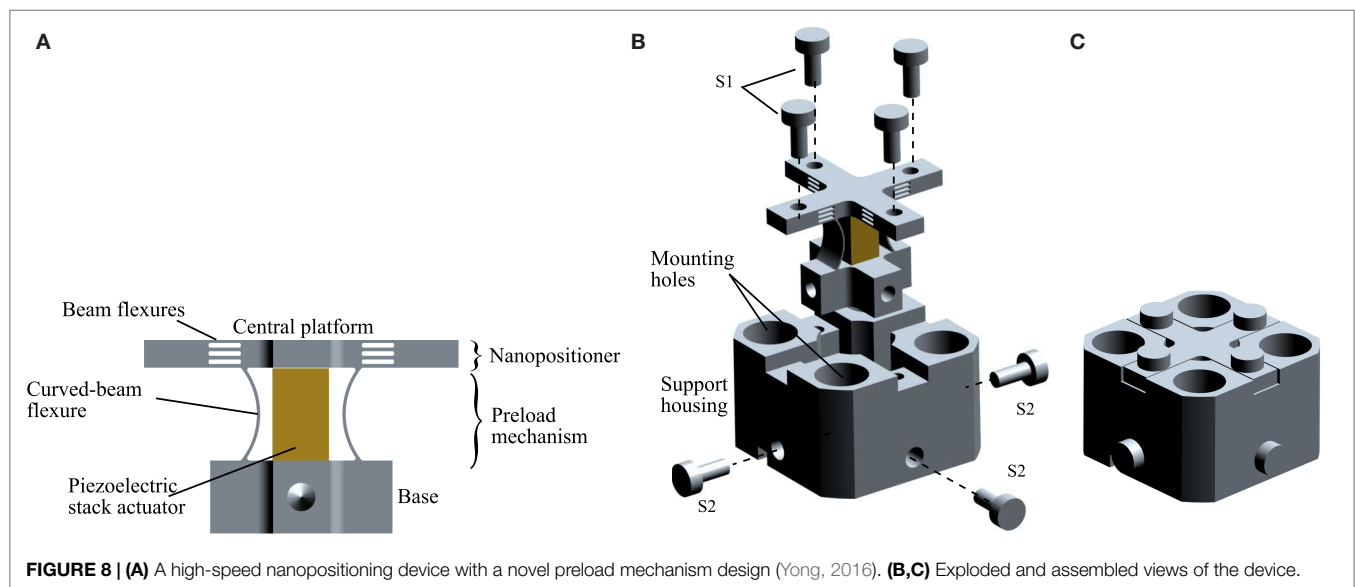 A
B
C
S1
Mounting
holes
Beam flexures
Central platform
Nanopositioner
Curved-beam
flexure
Preload
mechanism
Support
housing
S2
Piezoelectric
stack actuator
Base
S2
S2
FIGURE 8 | (A) A high-speed nanopositioning device with a novel preload mechanism design (Yong, 2016). (B,C) Exploded and assembled views of the device.